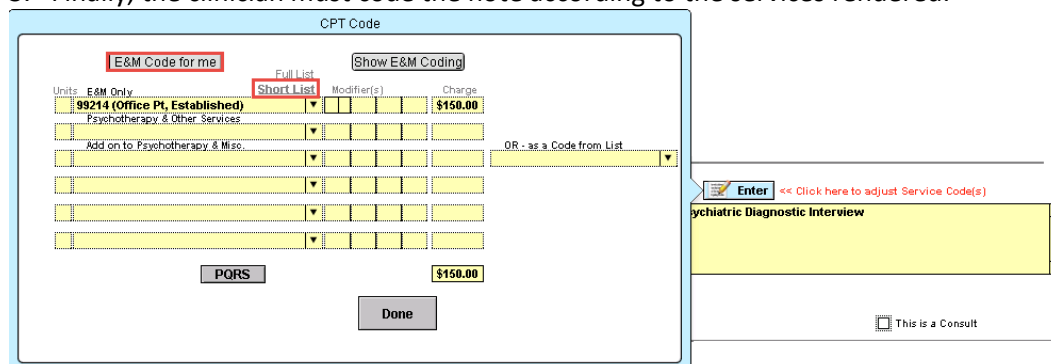 Finally, the clinician must code the note according to the services rendered.
CPT Code
E&M Code for me
Show E&M Coding
Full List
Units E&M Only Short List Modifier(s) Charge
99214 (Office Pt, Established) $150.00
Psychotherapy & Other Services
Add on to Psychotherapy & Misc.
OR - as a Code from List
Enter << Click here to adjust Service Code(s)
ychiatric Diagnostic Interview
PQRS $150.00
Done
This is a Consult